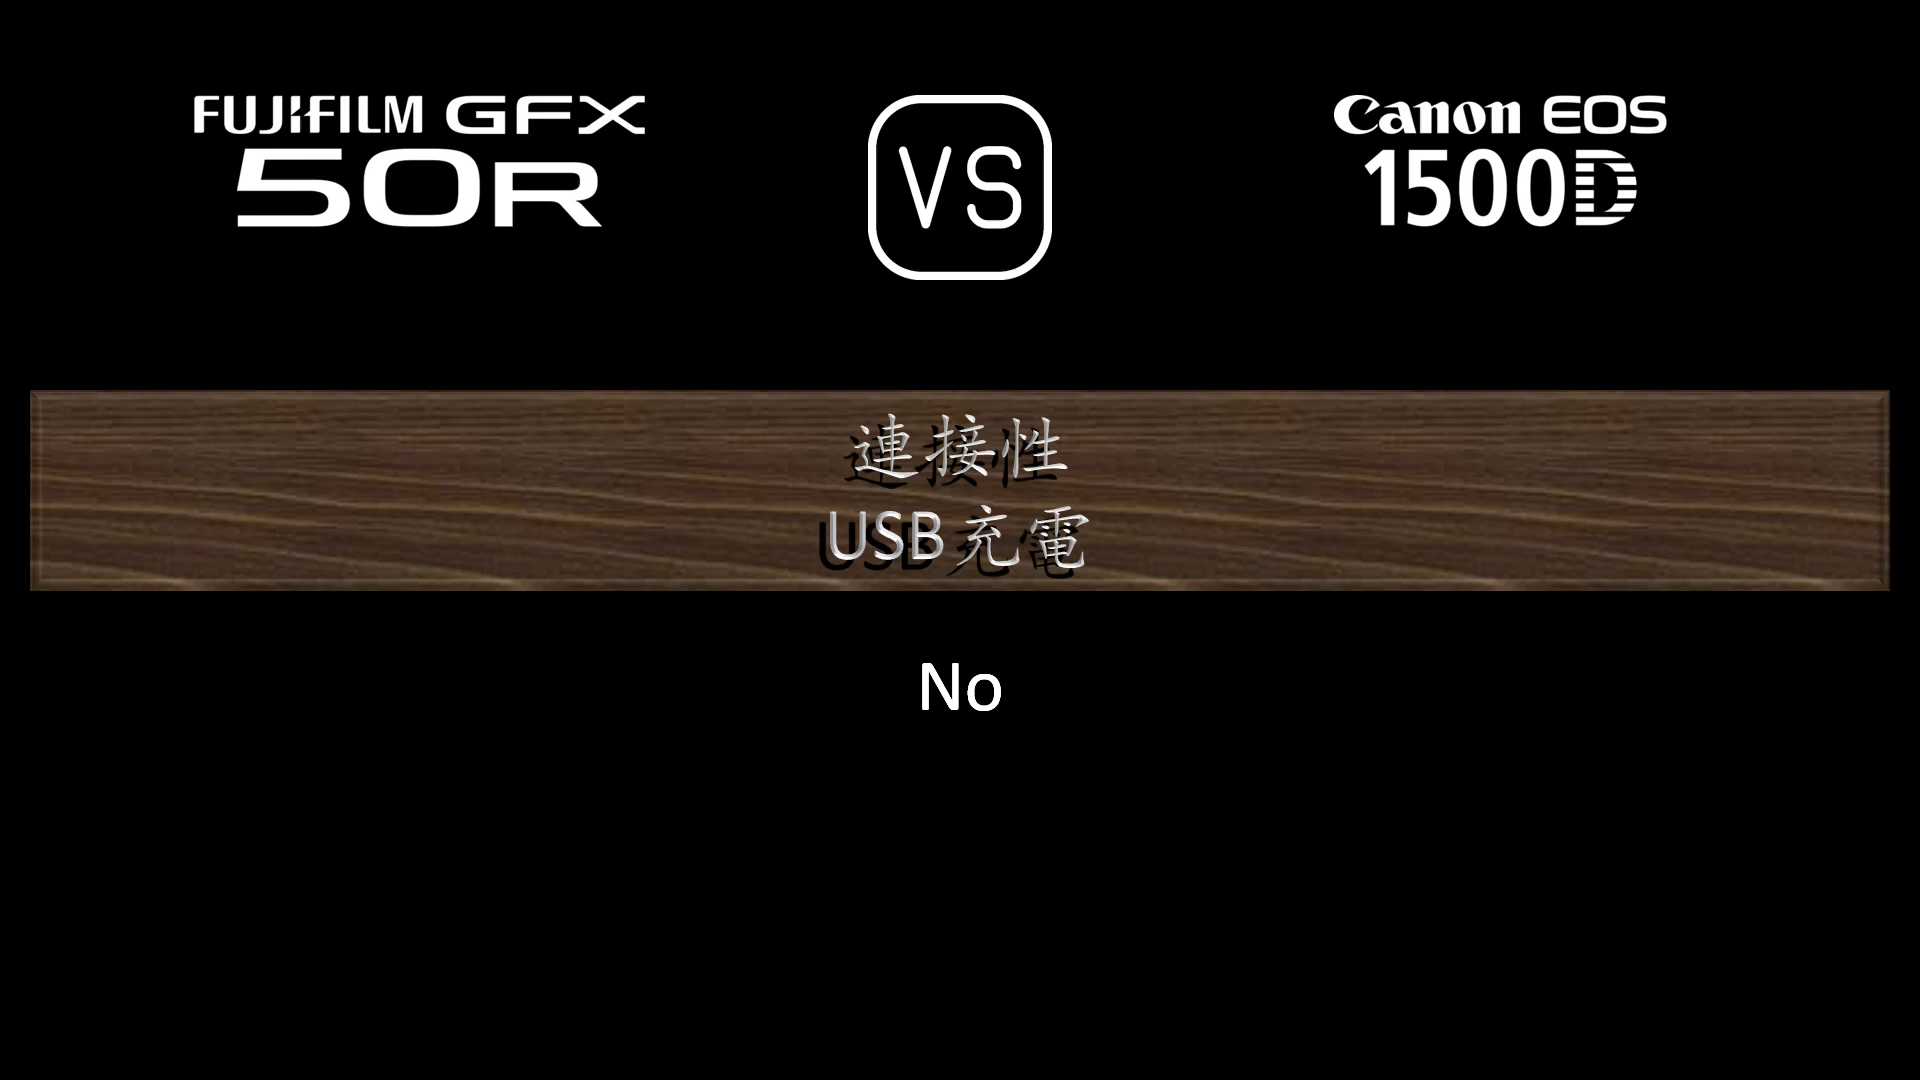 FUJIFILM GFX
50R
VS
Canon EOS
1500D
連接性
USB 充電
No